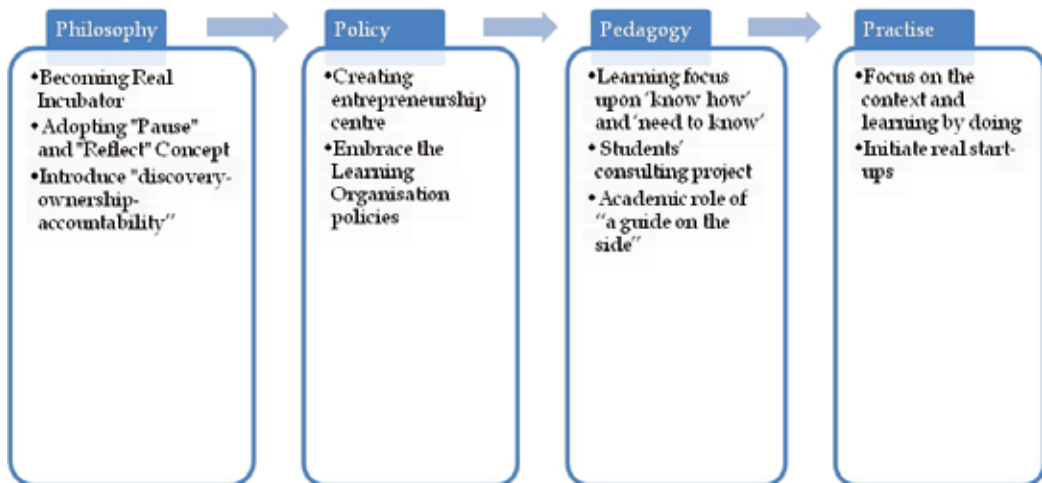 Philosophy
•Becoming Real
Incubator
• Adopting "Pause"
and "Reflect" Concept
•Introduce "discovery-
ownership-
accountability"
Policy
•Creating
entrepreneurship
centre
• Embrace the
Learning
Organisation
policies
Pedagogy
•Learning focus
upon 'know how'
and 'need to know'
• Students'
consulting project
• Academic role of
"a guide on the
side"
Practise
•Focus on the
context and
learning by doing
•Initiate real start-
ups